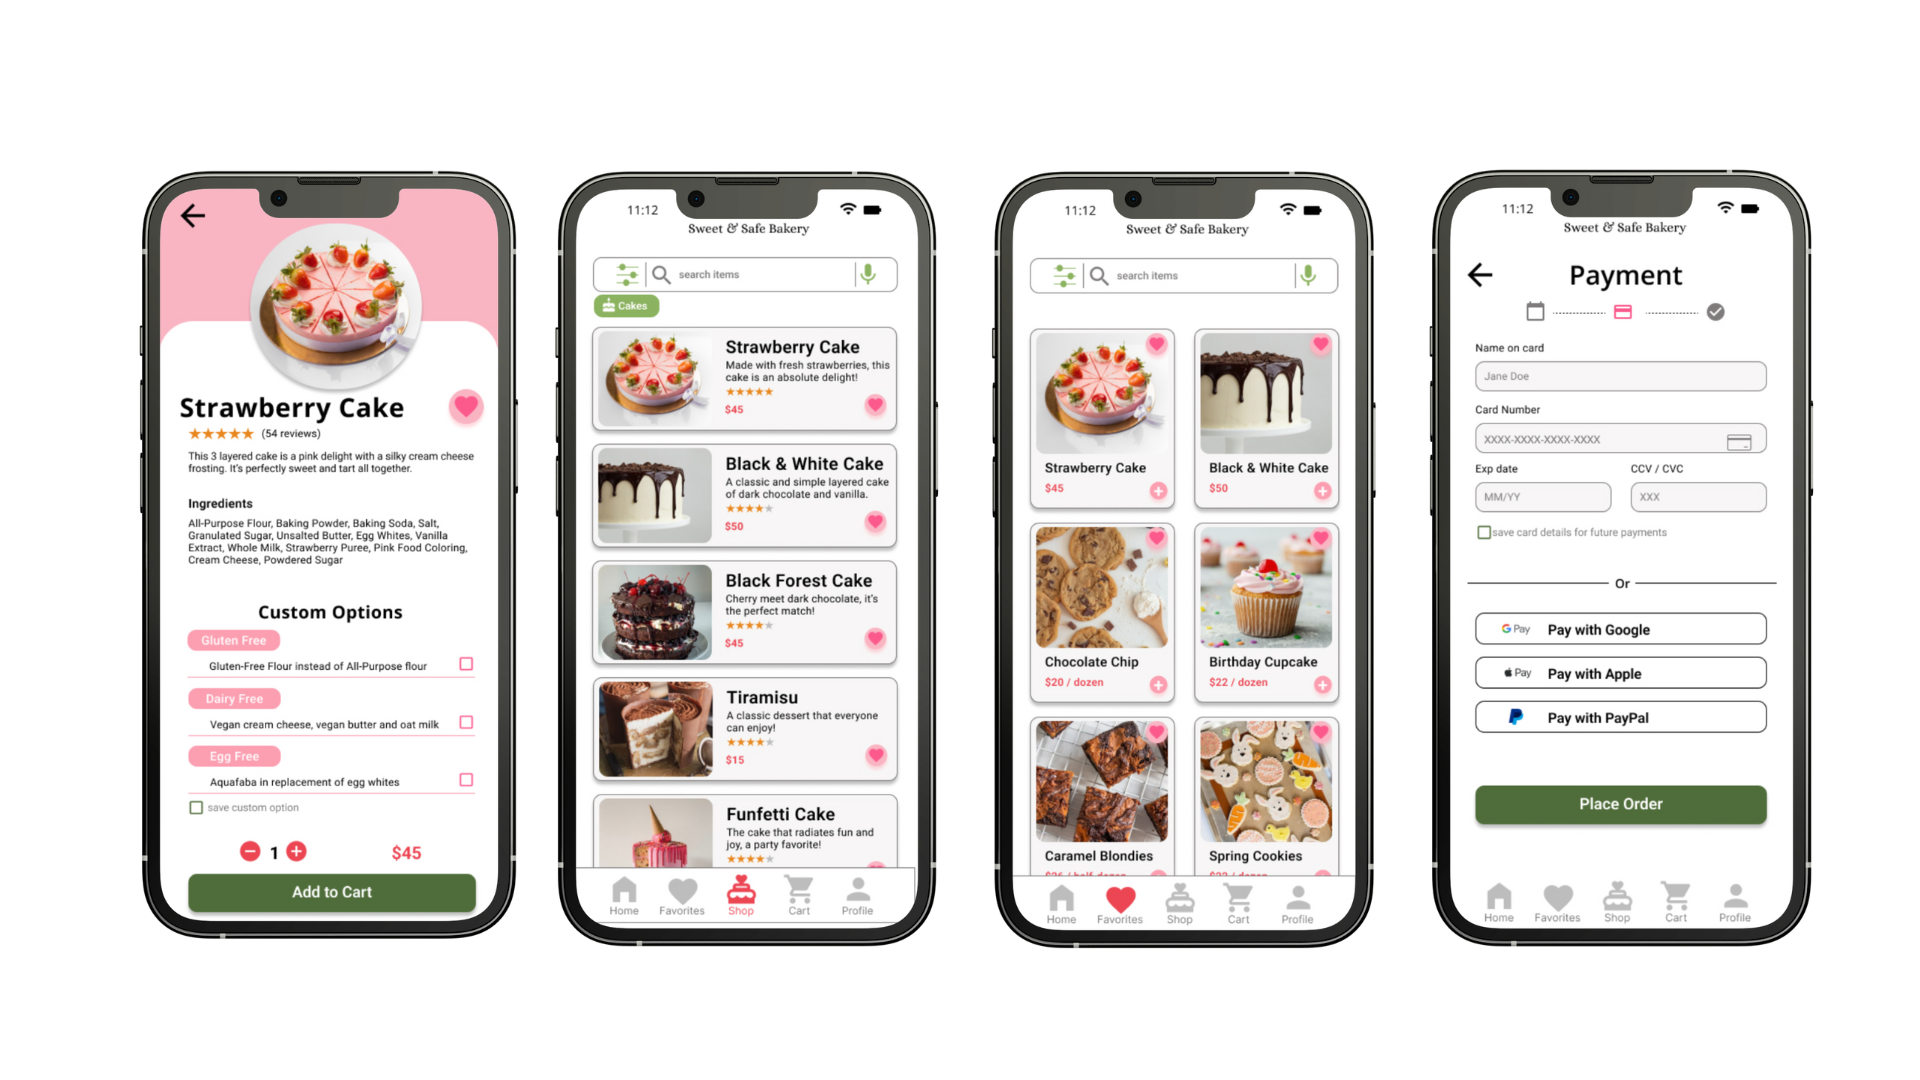 Strawberry Cake
(54 reviews)
This 3 layered cake is a pink delight with a silky cream cheese
frosting. It's perfectly sweet and tart all together.
Ingredients
All-Purpose Flour, Baking Powder, Baking Soda, Salt,
Granulated Sugar, Unsalted Butter, Egg Whites, Vanilla
Extract, Whole Milk, Strawberry Puree, Pink Food Coloring,
Cream Cheese, Powdered Sugar
Custom Options
Gluten Free
Gluten-Free Flour instead of All-Purpose flour
Dairy Free
Vegan cream cheese, vegan butter and oat milk
Egg Free
Aquafaba in replacement of egg whites
save custom option
1
$45
Add to Cart
11:12
Sweet & Safe Bakery
search items
Cakes
Strawberry Cake
Made with fresh strawberries, this
cake is an absolute delight!
$45
Black & White Cake
A classic and simple layered cake
of dark chocolate and vanilla.
$50
Black Forest Cake
Cherry meet dark chocolate, it's
the perfect match!
$45
Tiramisu
A classic dessert that everyone
can enjoy!
$15
Funfetti Cake
The cake that radiates fun and
joy, a party favorite!
Home Favorites Shop Cart Profile
11:12
Sweet & Safe Bakery
search items
Strawberry Cake
$45
Black & White Cake
$50
Chocolate Chip
$20 / dozen
Birthday Cupcake
$22 / dozen
Caramel Blondies
Spring Cookies
Home Favorites Shop Cart Profile
11:12
Sweet & Safe Bakery
Payment
Name on card
Jane Doe
Card Number
XXXX-XXXX-XXXX-XXXX
Exp date
CCV / CVC
MM/YY
XXX
save card details for future payments
Or
G Pay Pay with Google
Pay Pay with Apple
Pay with PayPal
Place Order
Home Favorites Shop Cart Profile